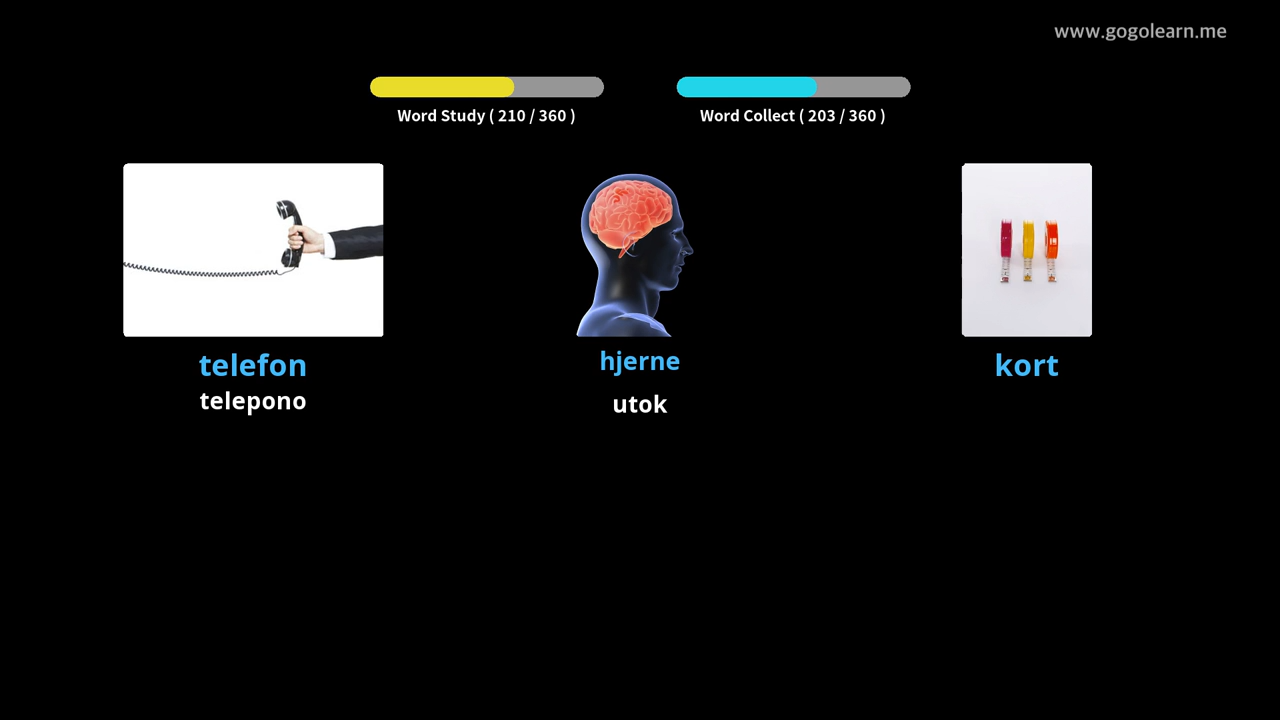 www.gogolearn.me
Word Study ( 210 / 360 )
Word Collect ( 203 / 360 )
telefon
hjerne
kort
telepono
utok